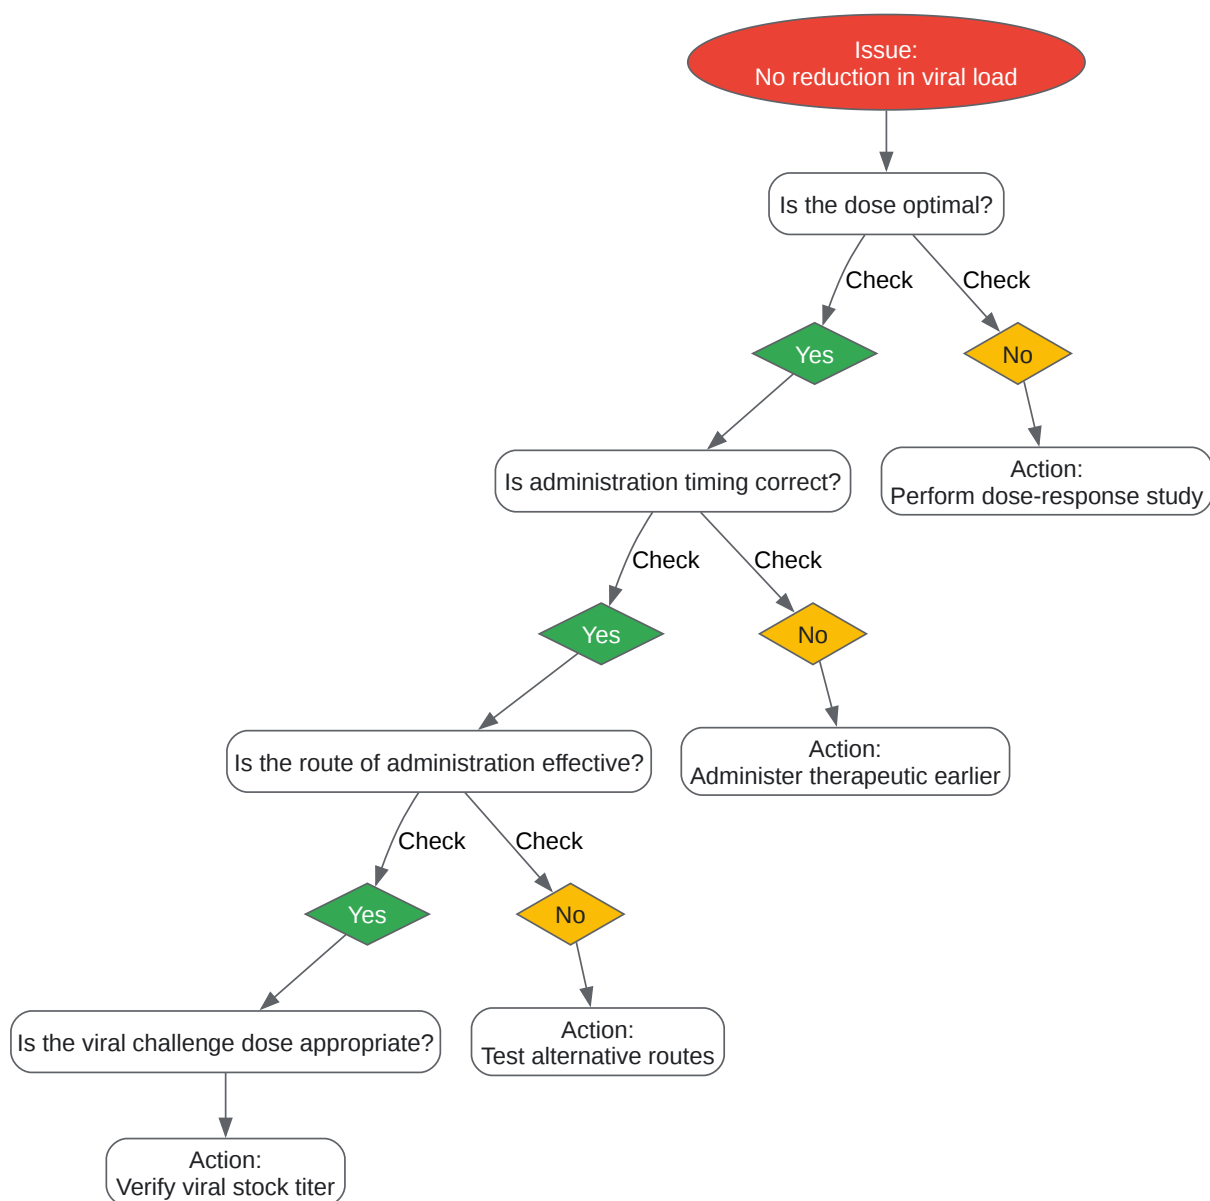 Issue:
No reduction in viral load
Is the dose optimal?
Check
Check
Yes
No
Is administration timing correct?
Action:
Perform dose-response study
Check
Check
Yes
No
Is the route of administration effective?
Action:
Administer therapeutic earlier
Check
Check
Yes
No
Is the viral challenge dose appropriate?
Action:
Test alternative routes
Action:
Verify viral stock titer